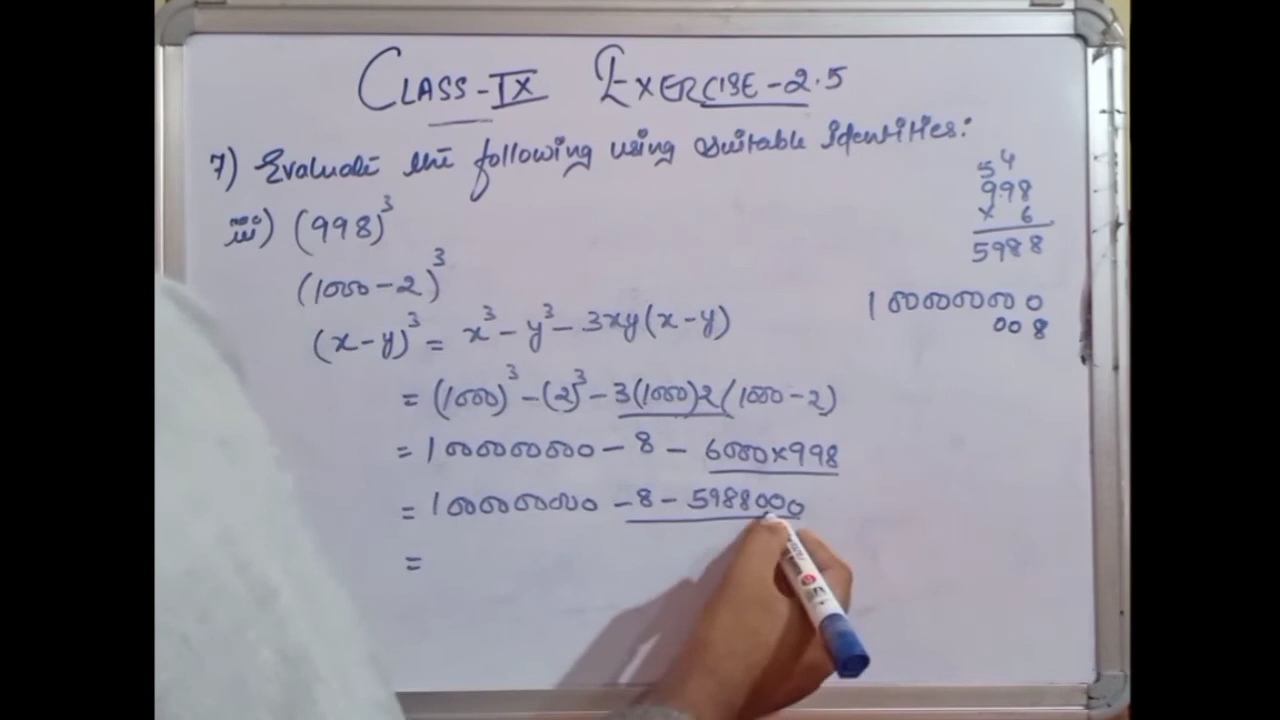 CLASS-IX EXERCISE-2.5
7) Evaluate the following using suitable identities:
iii) (998)³
(1000-2)³
(x-y)³ = x³-y³-3xy(x-y)
= (1000)³-(2)³-3(1000)2(1000-2)
= 1000000000-8-6000×998
= 1000000000-8-5988000
=
54
998
× 6
5988
1000000000
008